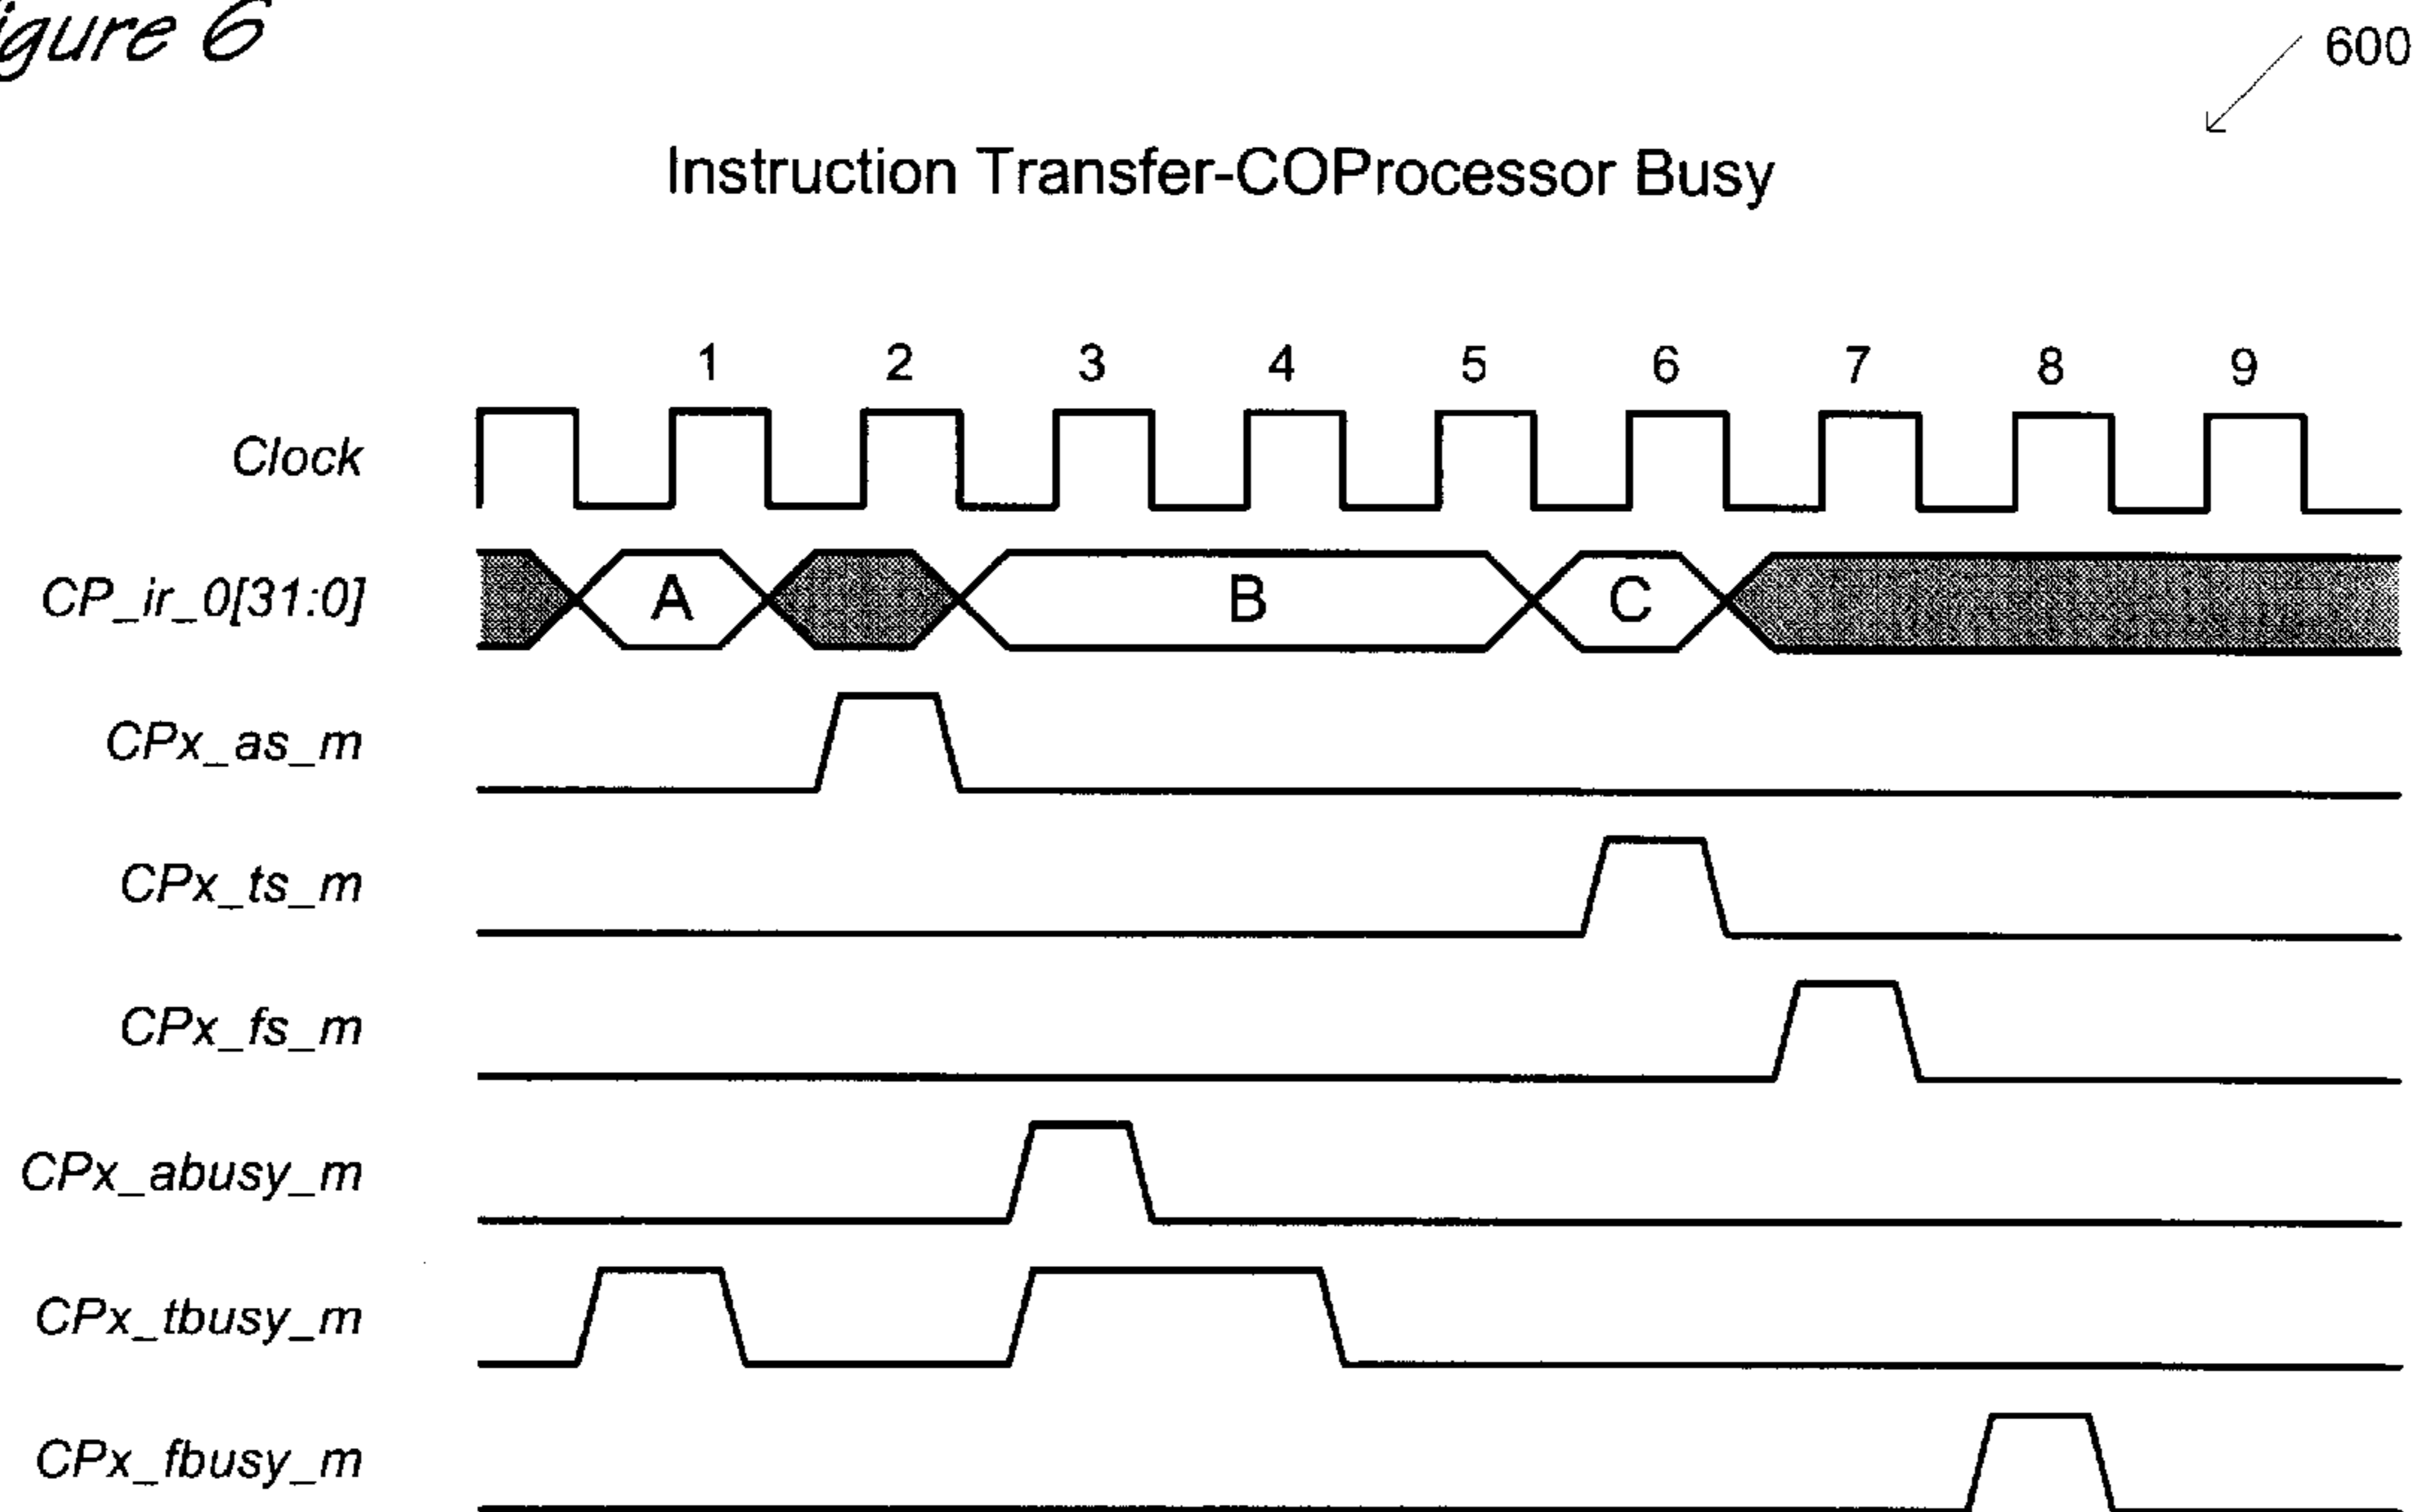 igure 6
600
Instruction Transfer-COProcessor Busy
1 2 3 4 5 6 7 8 9
Clock
CP_ir_0[31:0] A B C
CPx_as_m
CPx_ts_m
CPx_fs_m
CPx_abusy_m
CPx_tbusy_m
CPx_fbusy_m